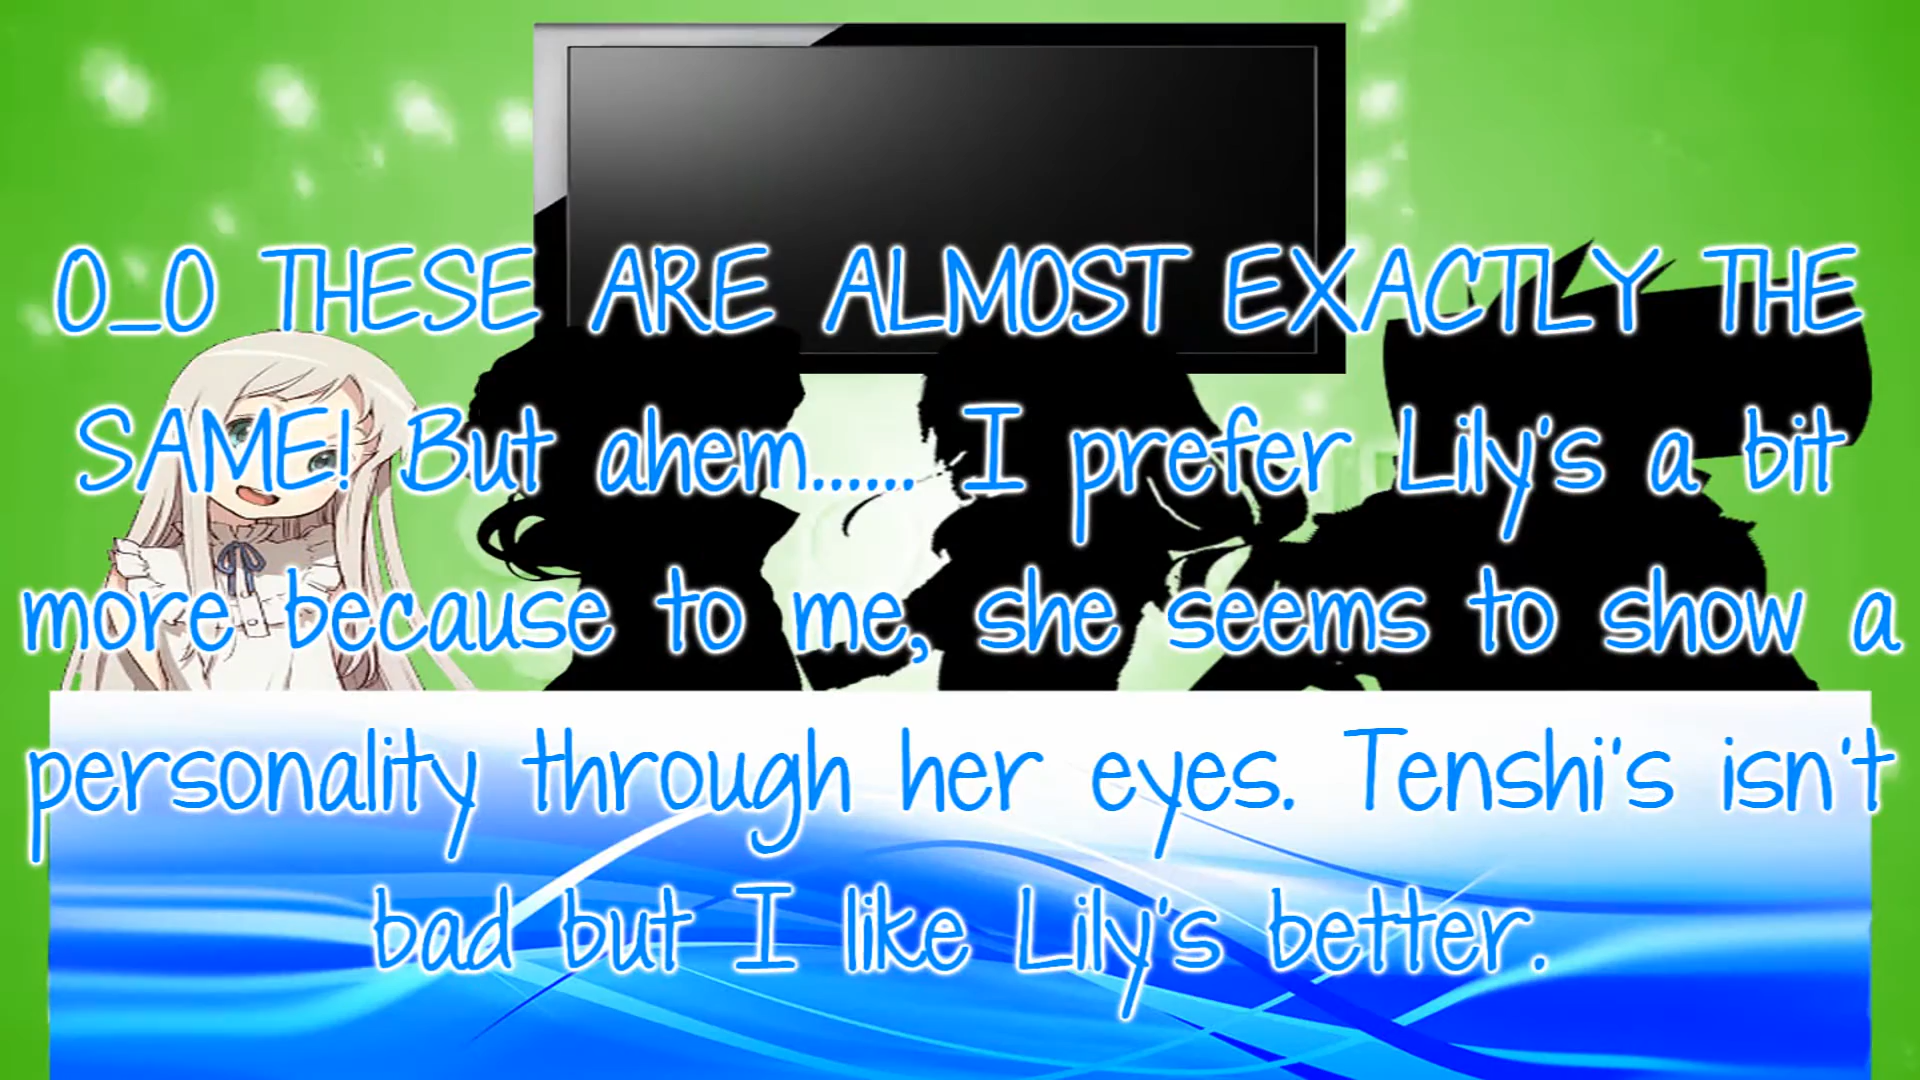 O_O THESE ARE ALMOST EXACTLY THE
SAME! But ahem...... I prefer Lily's a bit
more because to me, she seems to show a
personality through her eyes. Tenshi's isn't
bad but I like Lily's better.